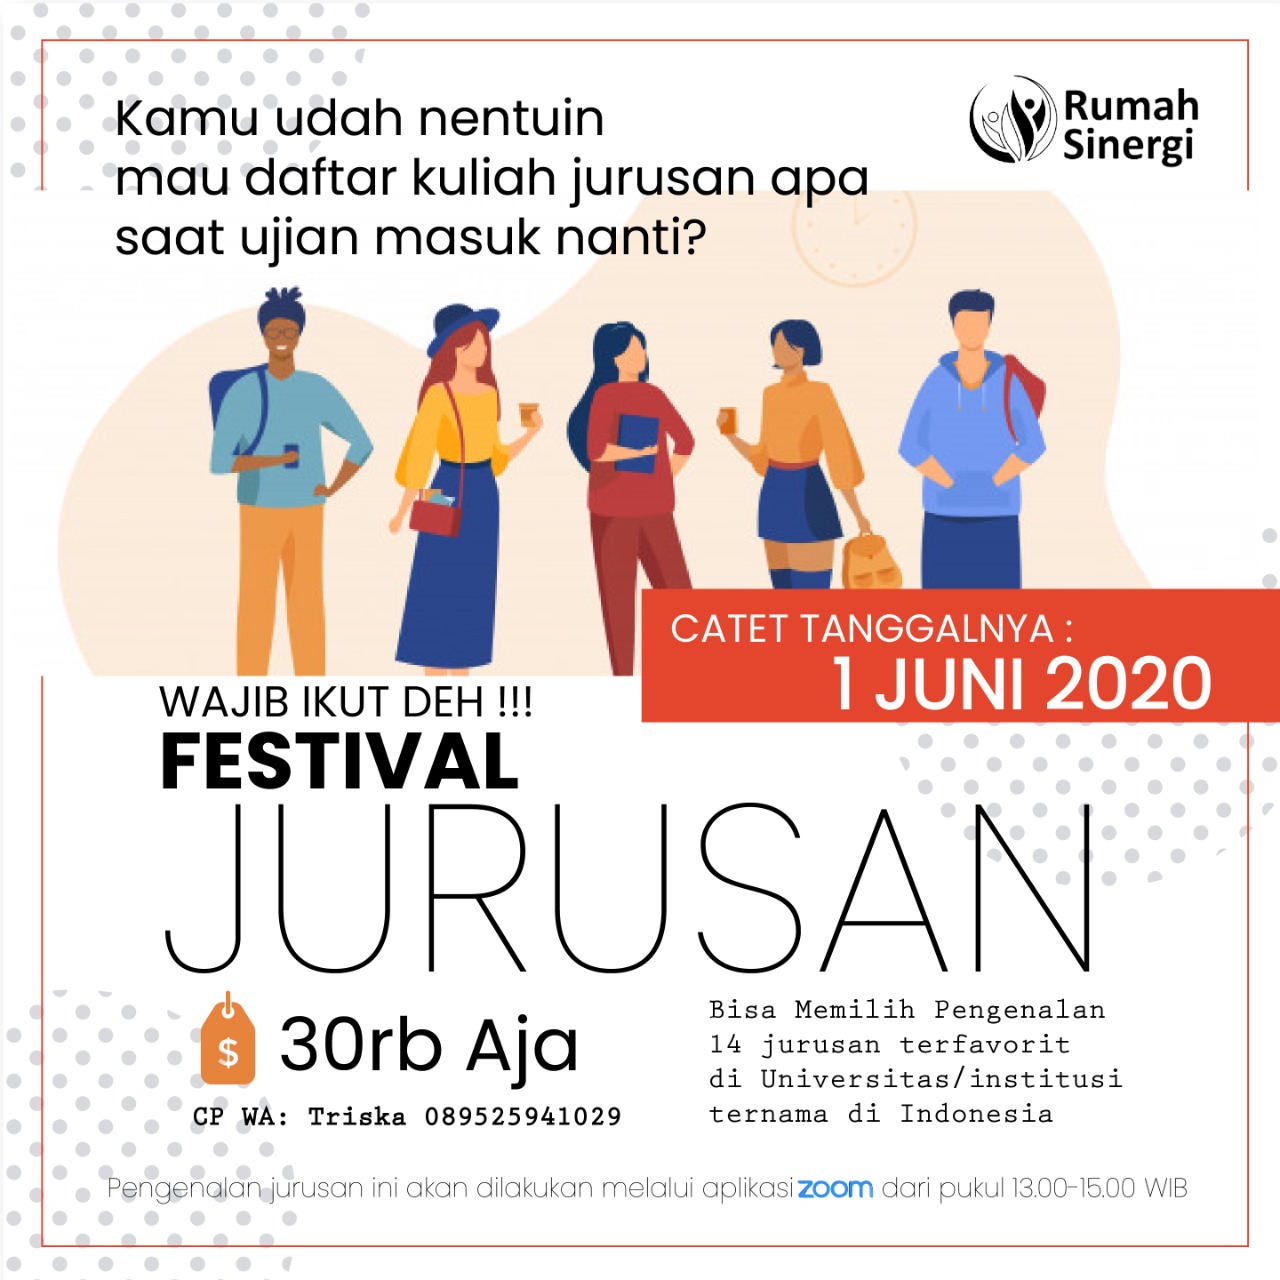 Kamu udah nentuin
mau daftar kuliah jurusan apa
saat ujian masuk nanti?
Rumah
Sinergi
CATET TANGGALNYA :
1 JUNI 2020
WAJIB IKUT DEH !!!
FESTIVAL
JURUSAN
$
30rb Aja
CP WA: Triska 089525941029
Bisa Memilih Pengenalan
14 jurusan terfavorit
di Universitas/institusi
ternama di Indonesia
Pengenalan jurusan ini akan dilakukan melalui aplikasi zoom dari pukul 13.00-15.00 WIB